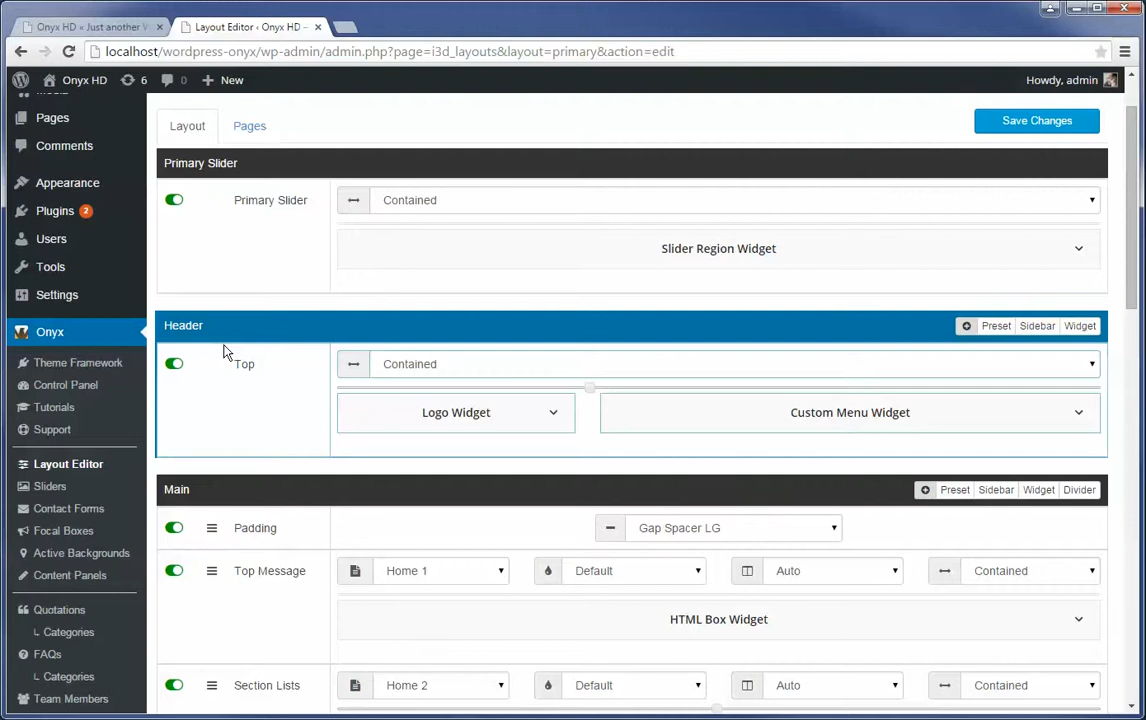 Onyx HD « Just another V
Layout Editor ‹ Onyx HD –
localhost/wordpress-onyx/wp-admin/admin.php?page=i3d_layouts&layout=primary&action=edit
Onyx HD 6 0 + New Howdy, admin
Pages
Comments
Appearance
Plugins 2
Users
Tools
Settings
Onyx
Theme Framework
Control Panel
Tutorials
Support
Layout Editor
Sliders
Contact Forms
Focal Boxes
Active Backgrounds
Content Panels
Quotations
Categories
FAQs
Categories
Team Members
Layout Pages Save Changes
Primary Slider
Primary Slider Contained
Slider Region Widget
Header Preset Sidebar Widget
Top Contained
Logo Widget Custom Menu Widget
Main Preset Sidebar Widget Divider
Padding Gap Spacer LG
Top Message Home 1 Default Auto Contained
HTML Box Widget
Section Lists Home 2 Default Auto Contained